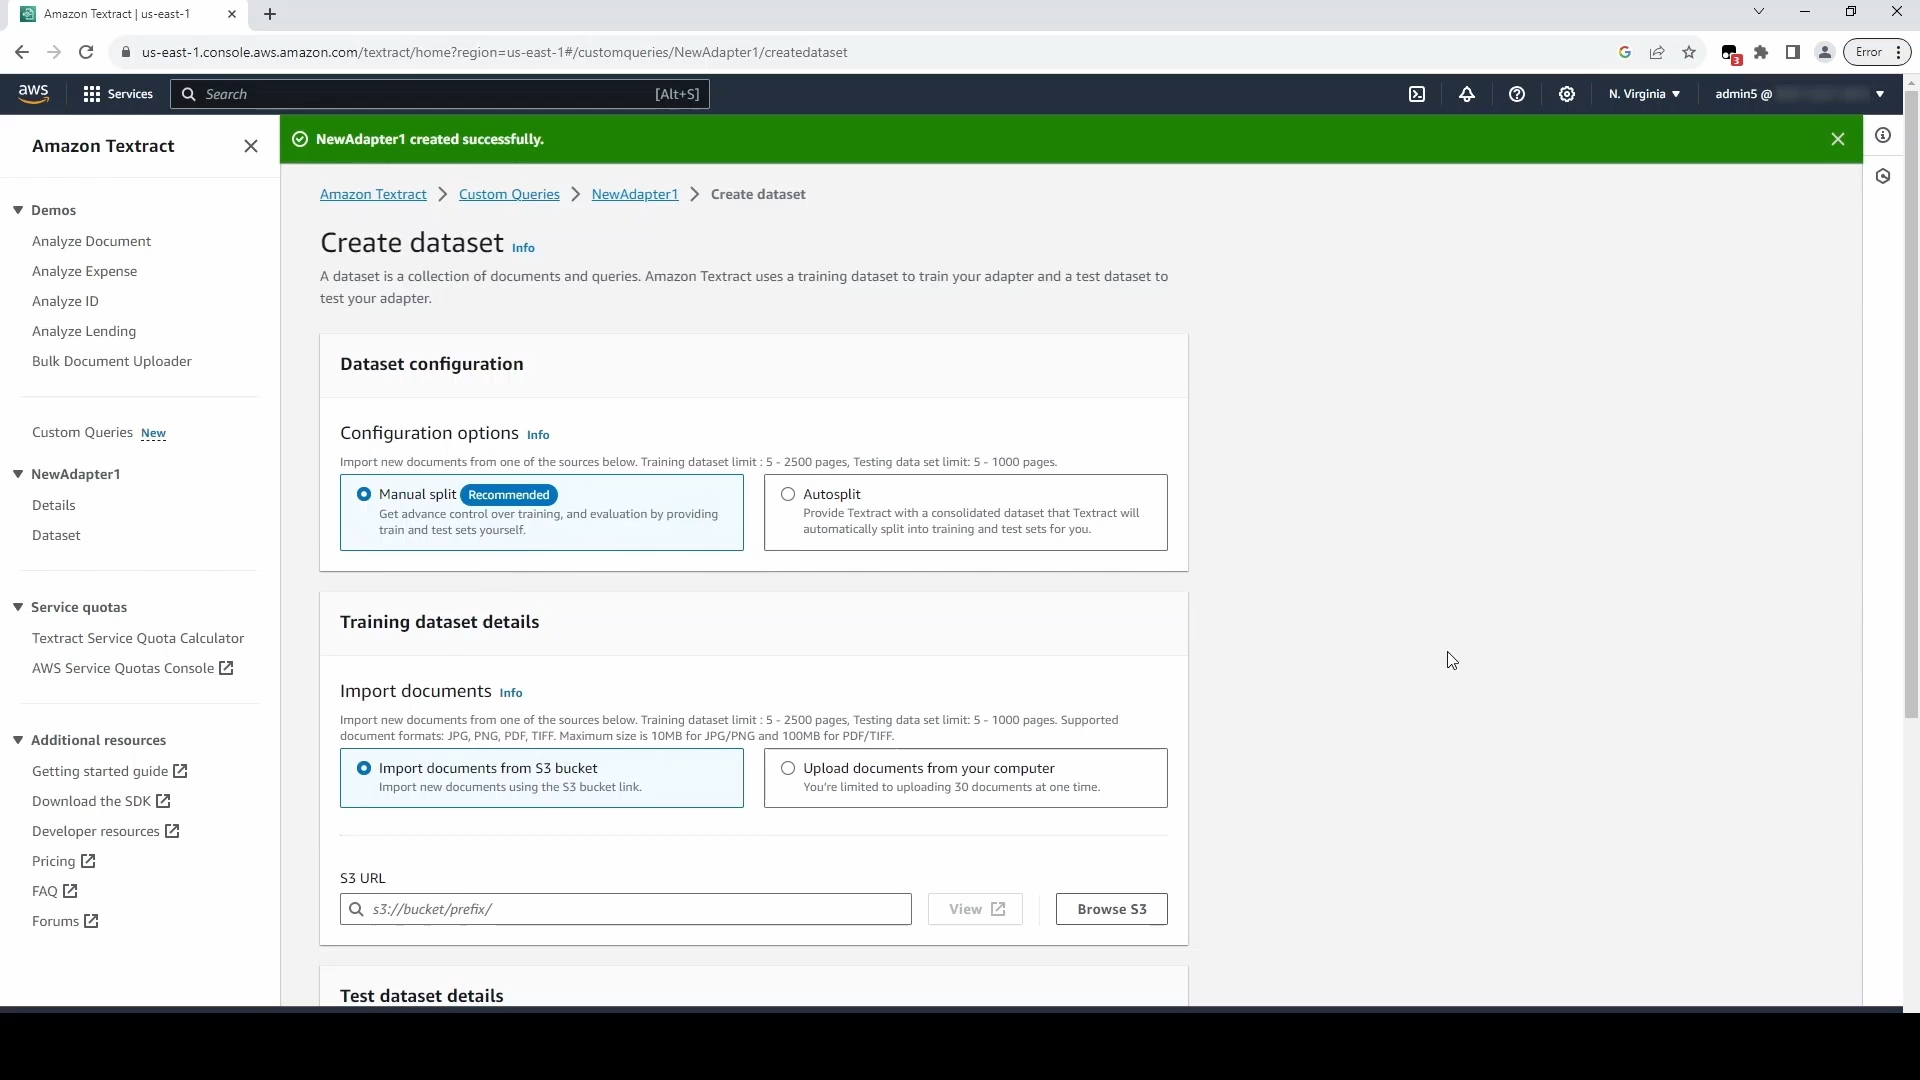 Amazon Textract | us-east-1
us-east-1.console.aws.amazon.com/textract/home?region=us-east-1#/customqueries/NewAdapter1/createdataset
3
Error
aws
Services
Search
[Alt+S]
N. Virginia
admin5 @
Amazon Textract
Demos
Analyze Document
Analyze Expense
Analyze ID
Analyze Lending
Bulk Document Uploader
Custom Queries New
NewAdapter1
Details
Dataset
Service quotas
Textract Service Quota Calculator
AWS Service Quotas Console
Additional resources
Getting started guide
Download the SDK
Developer resources
Pricing
FAQ
Forums
NewAdapter1 created successfully.
Amazon Textract > Custom Queries > NewAdapter1 > Create dataset
Create dataset Info
A dataset is a collection of documents and queries. Amazon Textract uses a training dataset to train your adapter and a test dataset to
test your adapter.
Dataset configuration
Configuration options Info
Import new documents from one of the sources below. Training dataset limit : 5 - 2500 pages, Testing data set limit: 5 - 1000 pages.
Manual split Recommended
Get advance control over training, and evaluation by providing
train and test sets yourself.
Autosplit
Provide Textract with a consolidated dataset that Textract will
automatically split into training and test sets for you.
Training dataset details
Import documents Info
Import new documents from one of the sources below. Training dataset limit : 5 - 2500 pages, Testing data set limit: 5 - 1000 pages. Supported
document formats: JPG, PNG, PDF, TIFF. Maximum size is 10MB for JPG/PNG and 100MB for PDF/TIFF.
Import documents from S3 bucket
Import new documents using the S3 bucket link.
Upload documents from your computer
You're limited to uploading 30 documents at one time.
S3 URL
s3://bucket/prefix/
View
Browse S3
Test dataset details